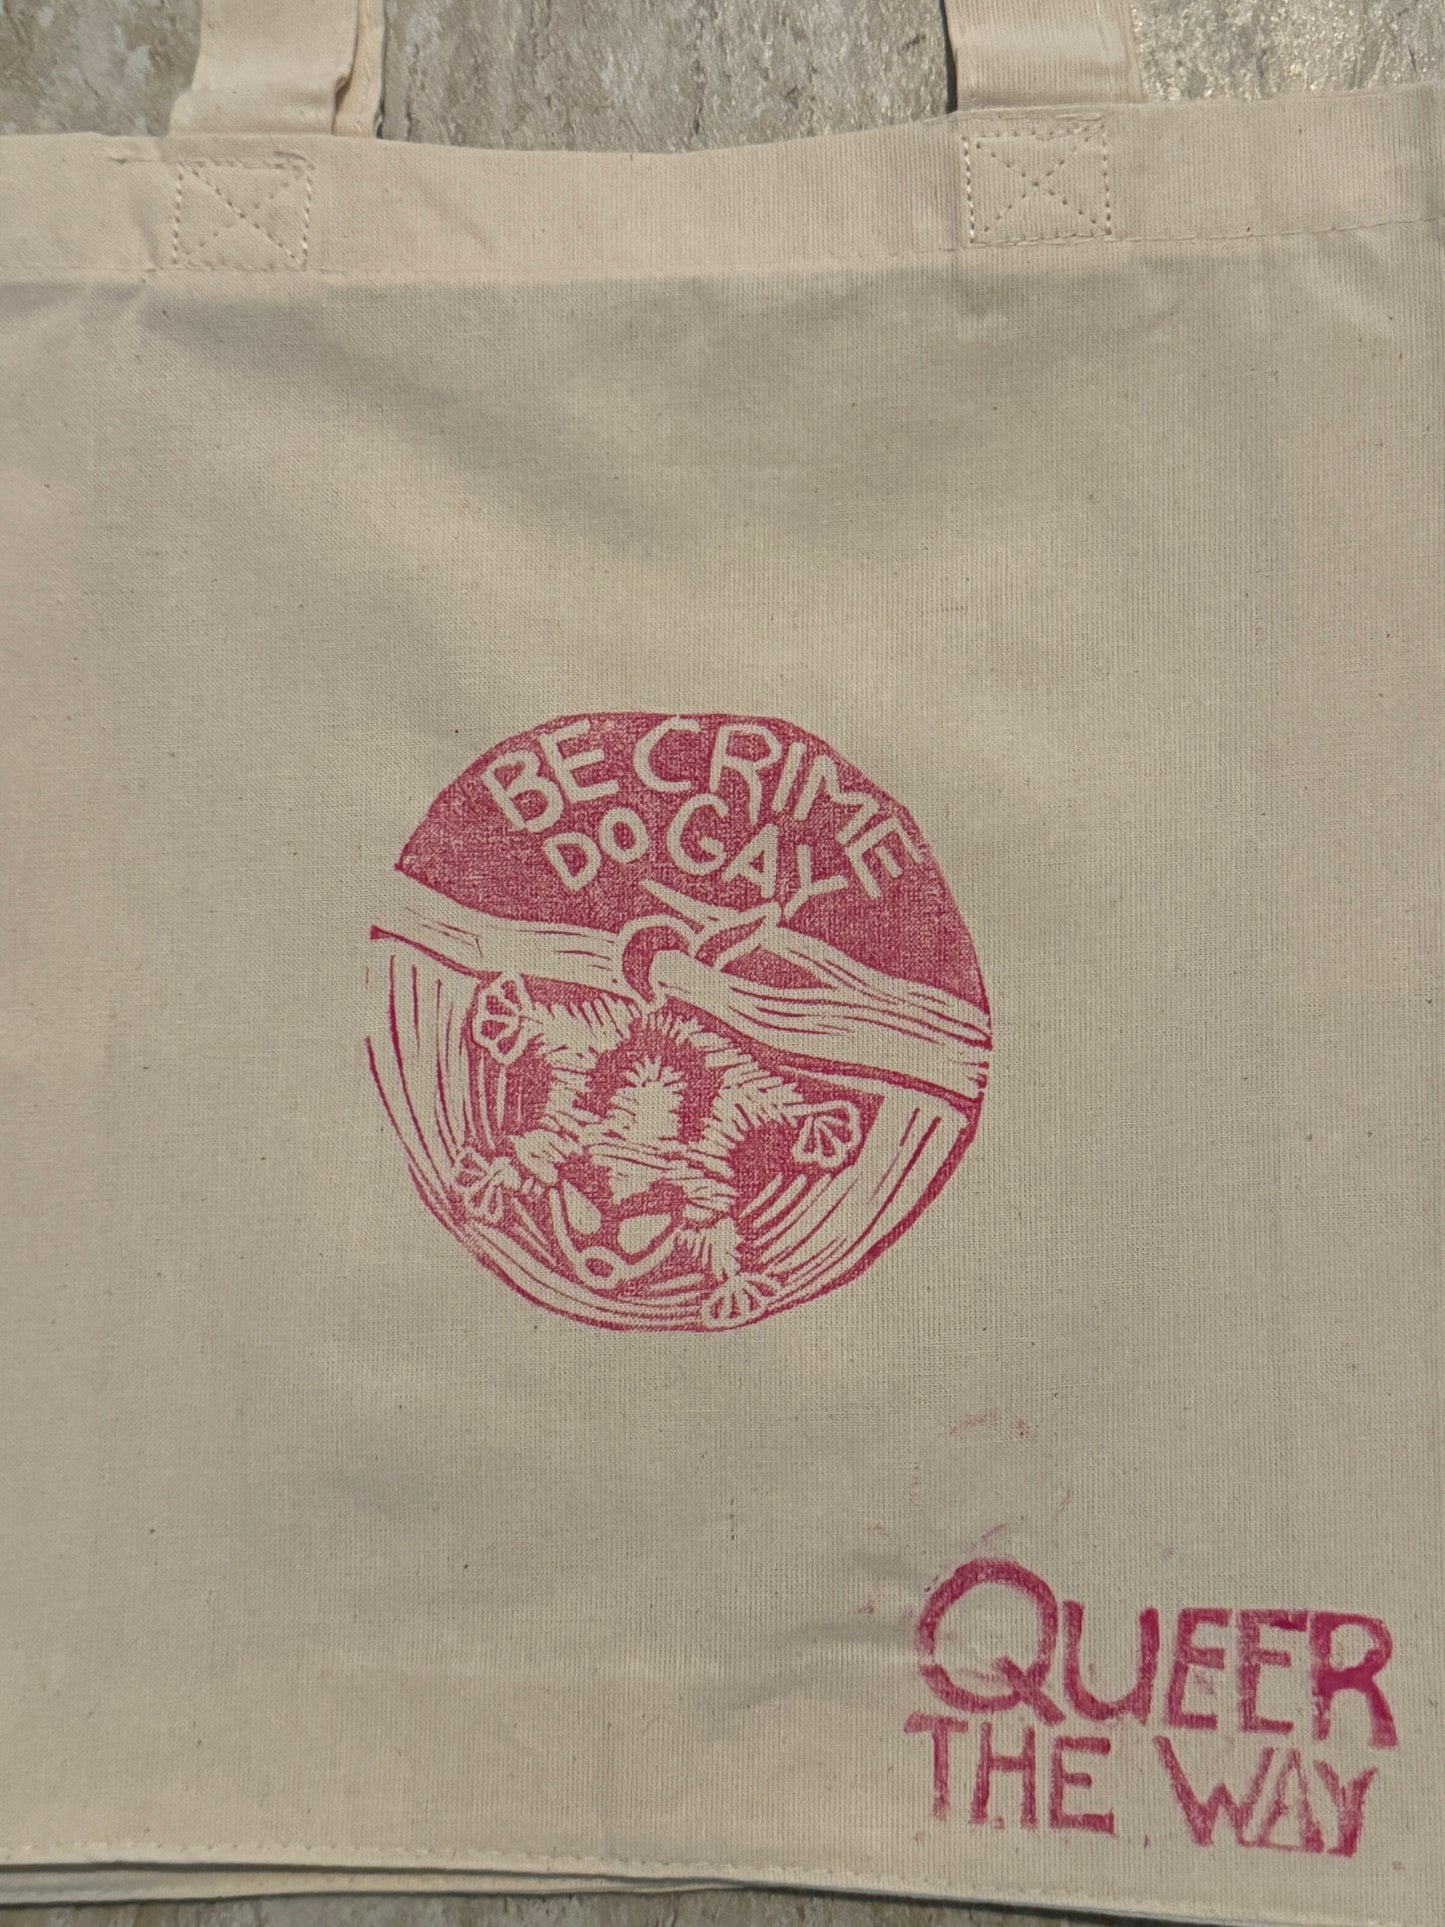 BE CRIME
DO GAY
QUEER
THE WAY